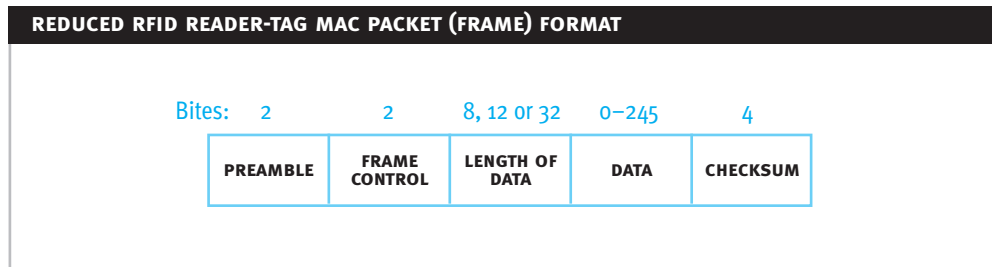 REDUCED RFID READER-TAG MAC PACKET (FRAME) FORMAT
Bites: 2 2 8, 12 or 32 0–245 4
PREAMBLE
FRAME
CONTROL
LENGTH OF
DATA
DATA
CHECKSUM